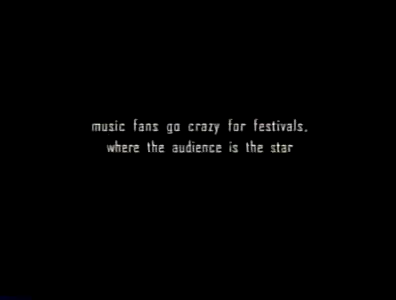 music fans go crazy for festivals,
where the audience is the star